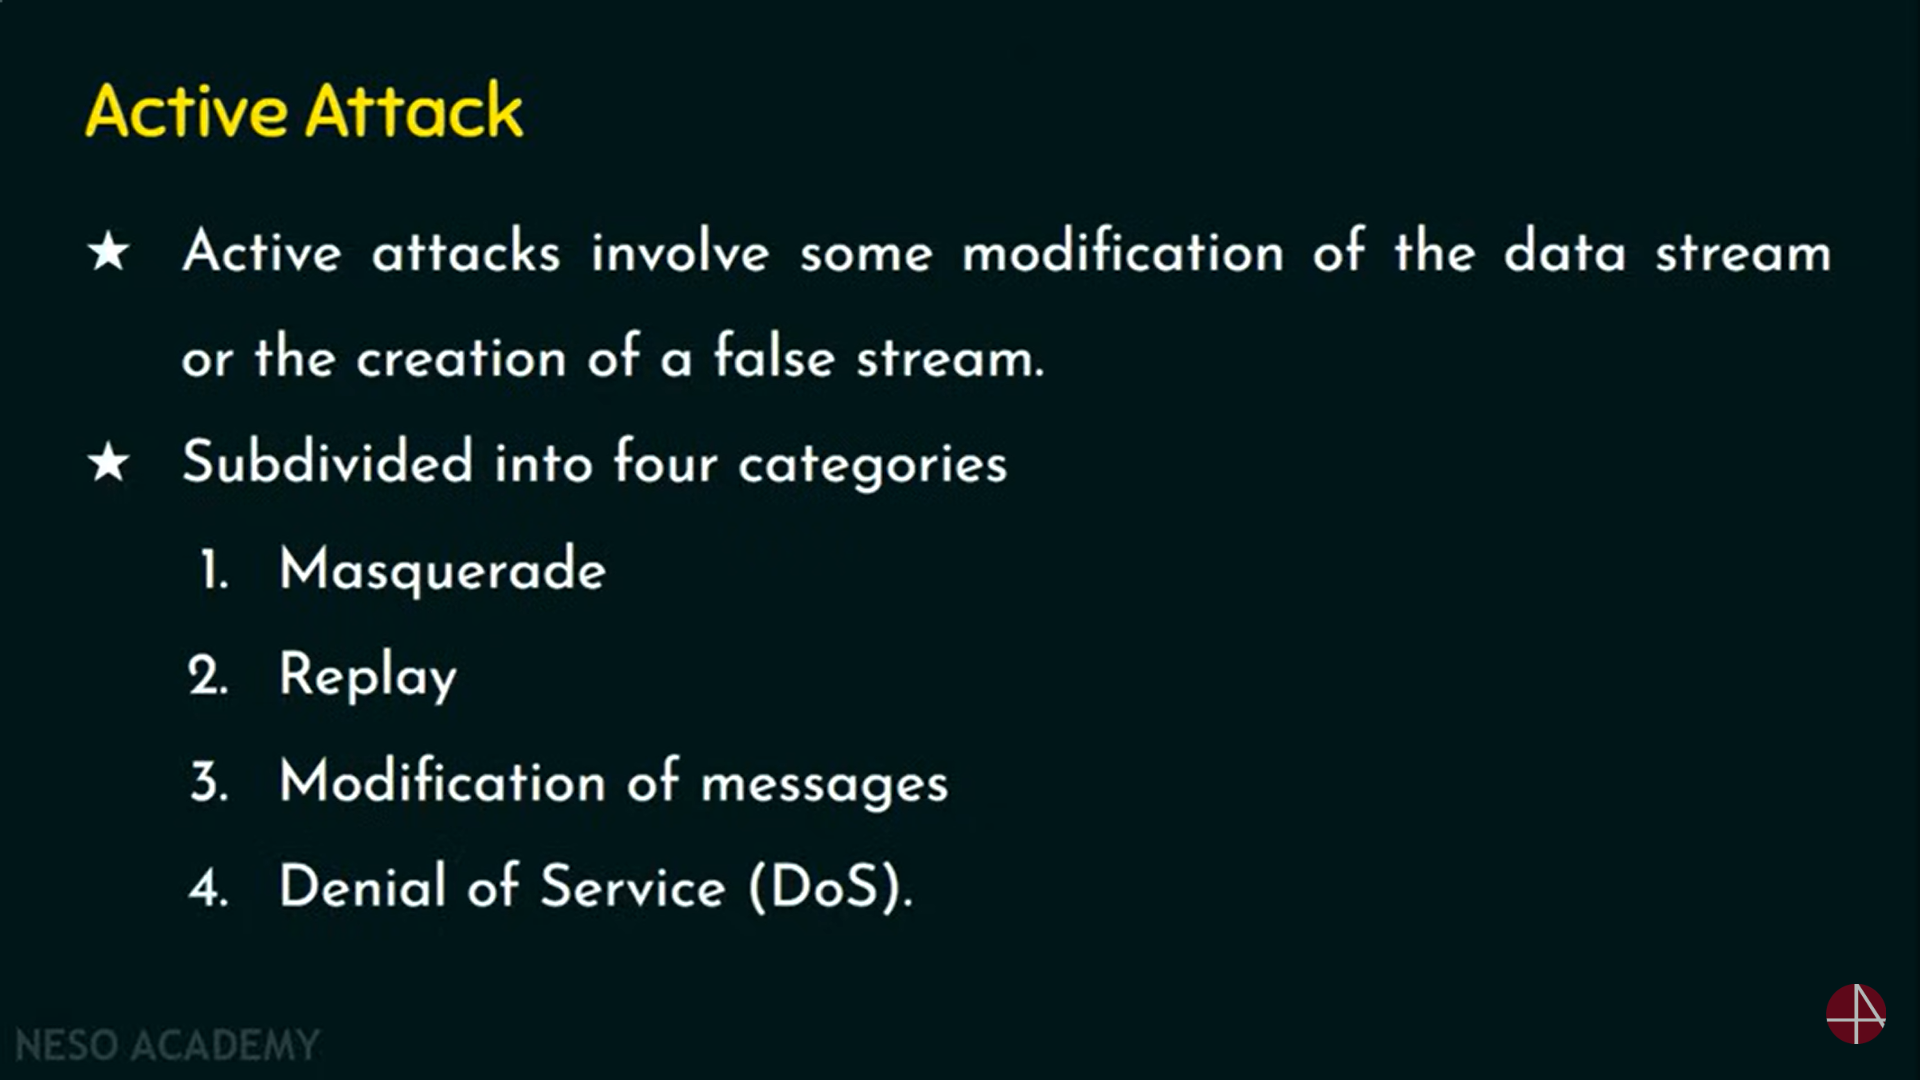 Active Attack
★ Active attacks involve some modification of the data stream
or the creation of a false stream.
★ Subdivided into four categories
1. Masquerade
2. Replay
3. Modification of messages
4. Denial of Service (DoS).
NESO ACADEMY